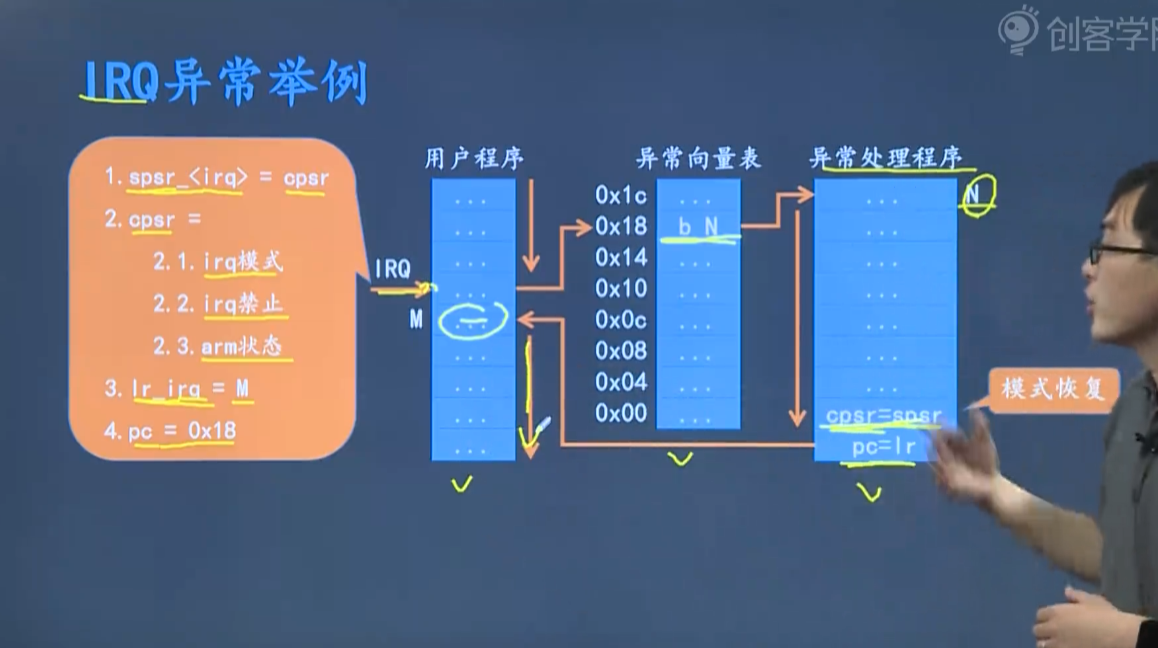 创客学院
IRQ异常举例
1.spsr_<irq> = cpsr
2.cpsr =
2.1.irq模式
2.2.irq禁止
2.3.arm状态
3.lr_irq = M
4.pc = 0x18
IRQ
M
用户程序
...
...
...
...
...
...
...
...
...
异常向量表
0x1c ...
0x18 b N
0x14 ...
0x10 ...
0x0c ...
0x08 ...
0x04 ...
0x00 ...
异常处理程序
N
...
...
...
...
...
...
...
cpsr=spsr
pc=lr
模式恢复